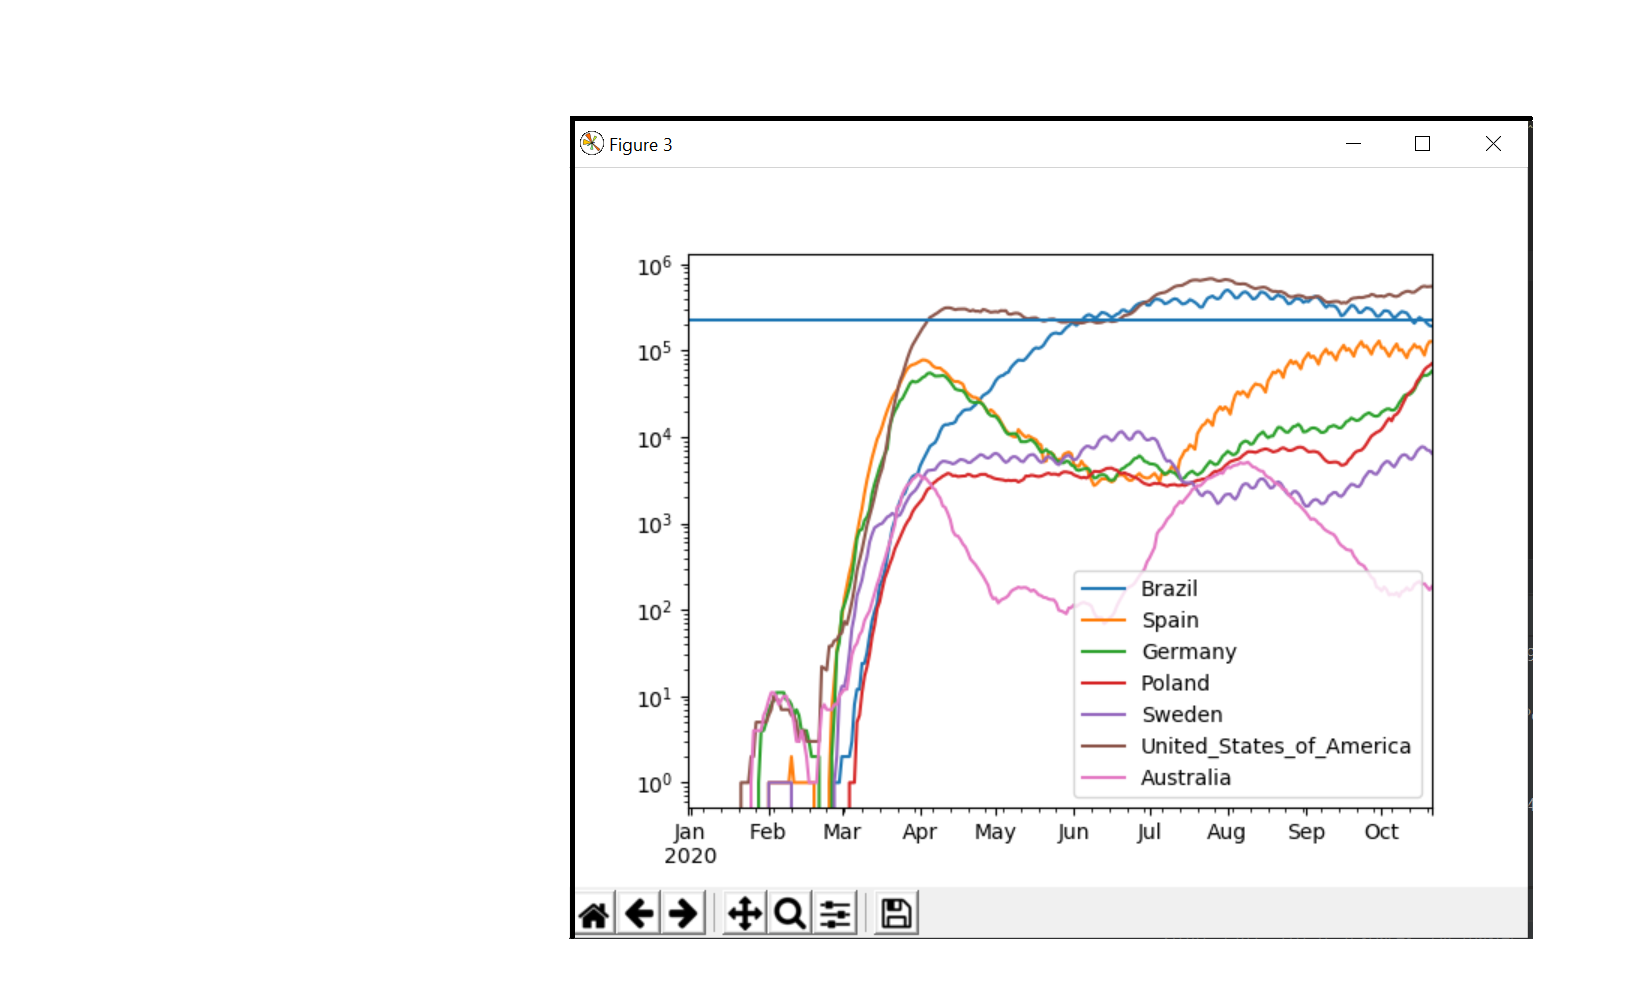 Figure 3
10⁶
10⁵
10⁴
10³
10²
10¹
10⁰
Jan Feb Mar Apr May Jun Jul Aug Sep Oct
2020
Brazil
Spain
Germany
Poland
Sweden
United_States_of_America
Australia